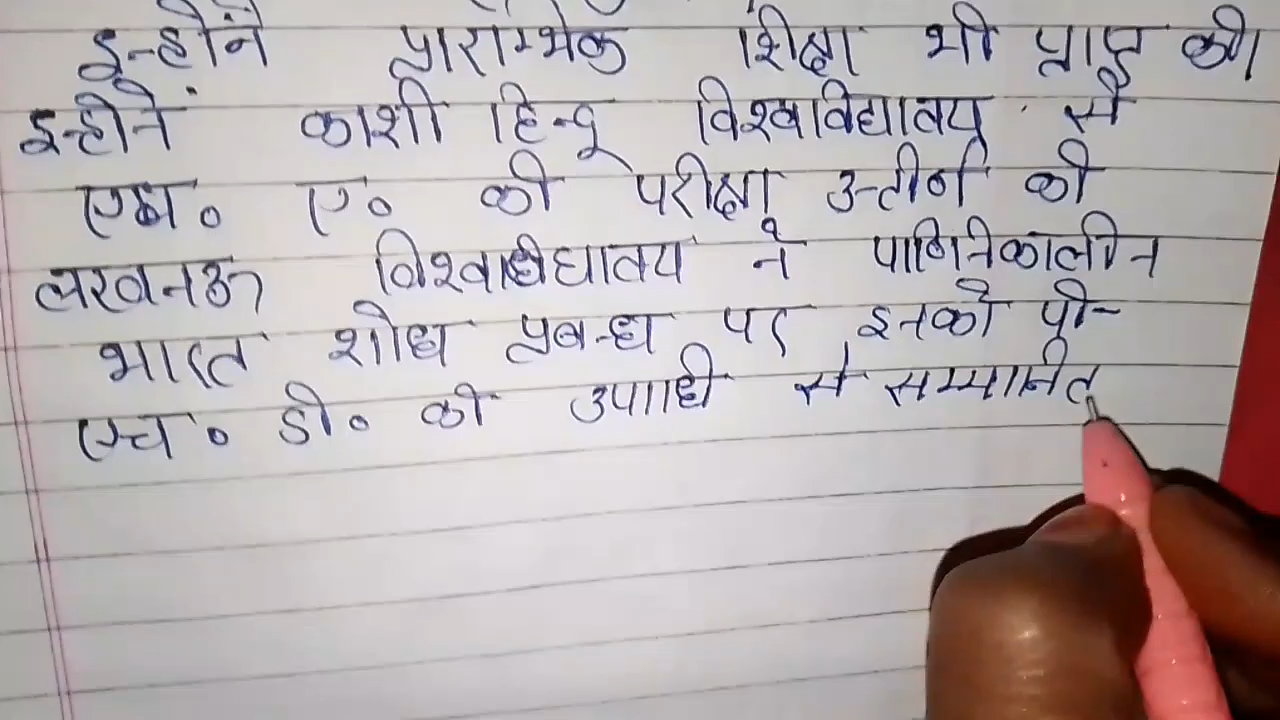 इन्होंने प्रारम्भिक शिक्षा भी प्राप्त की।
इन्होंने काशी हिन्दू विश्वविद्यालय से
एम० ए० की परीक्षा उत्तीर्ण की
लखनऊ विश्वविद्यालय ने पाणिनिकालीन
भारत शोध प्रबन्ध पर इनको पी-
एच० डी० की उपाधी से सम्मानित